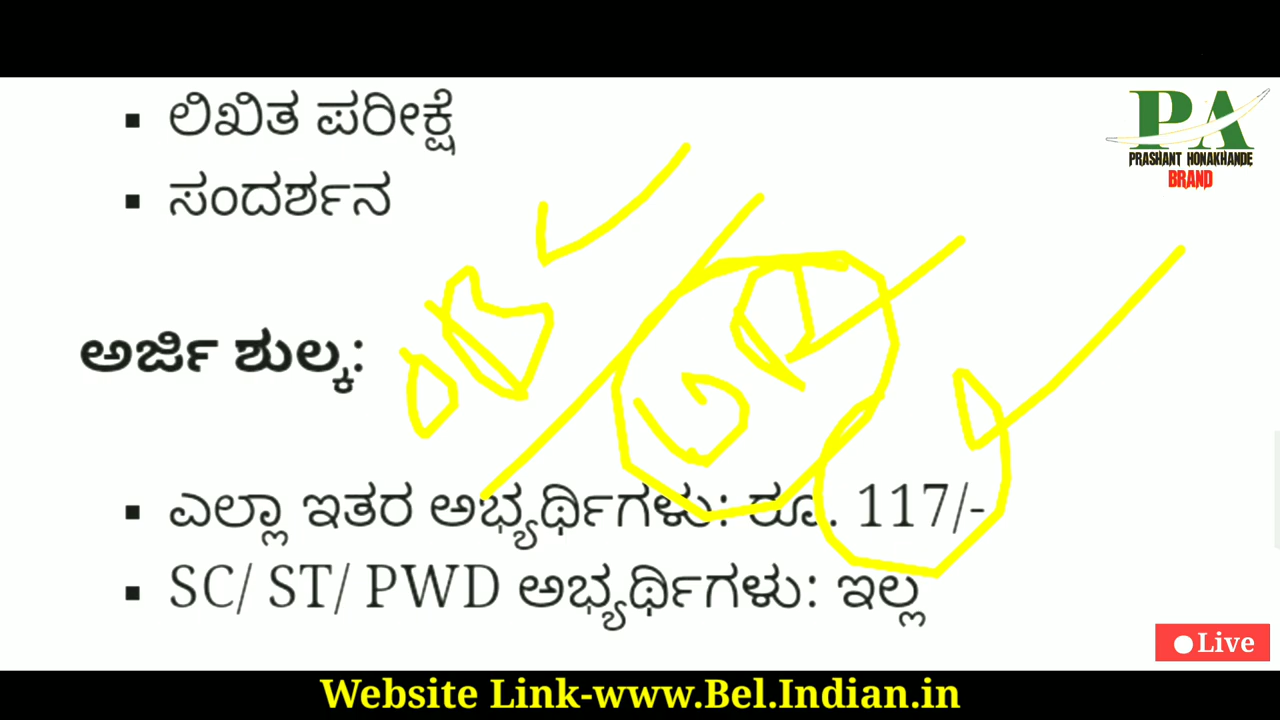 ಲಿಖಿತ ಪರೀಕ್ಷೆ
ಸಂದರ್ಶನ
PA
PRASHANT HONAKHANDE
BRAND
ಅರ್ಜಿ ಶುಲ್ಕ:
ಎಲ್ಲಾ ಇತರ ಅಭ್ಯರ್ಥಿಗಳು: ರೂ. 117/-
SC/ ST/ PWD ಅಭ್ಯರ್ಥಿಗಳು: ಇಲ್ಲ
Live
Website Link-www.Bel.Indian.in